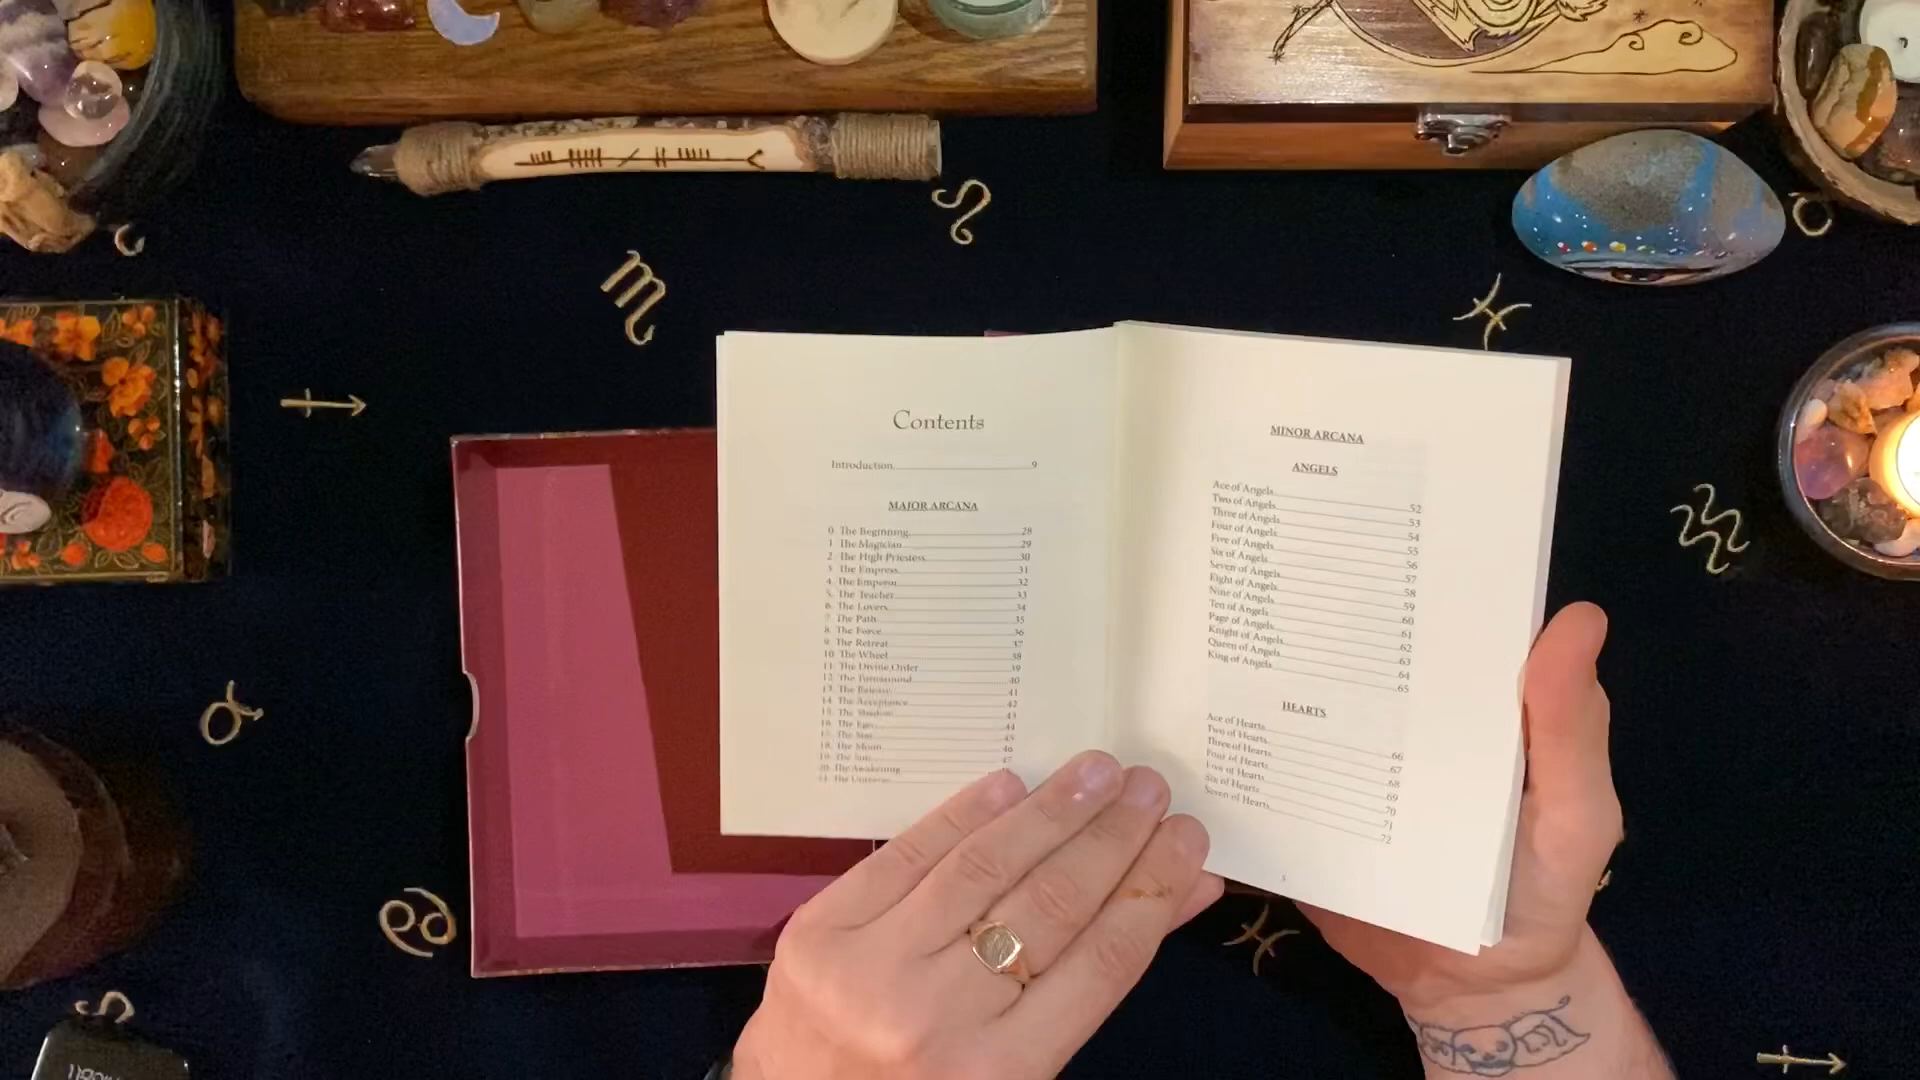 Contents
Introduction 9
MAJOR ARCANA
0. The Beginning 28
1. The Magician 29
2. The High Priestess 30
3. The Empress 31
4. The Emperor 32
5. The Teacher 33
6. The Lovers 34
7. The Path 35
8. The Force 36
9. The Retreat 37
10. The Wheel 38
11. The Divine Order 39
12. The Turnaround 40
13. The Release 41
14. The Acceptance 42
15. The Shadow 43
16. The Ego 44
17. The Star 45
18. The Moon 46
19. The Sun 47
20. The Awakening
21. The Universe
MINOR ARCANA
ANGELS
Ace of Angels 52
Two of Angels 53
Three of Angels 54
Four of Angels 55
Five of Angels 56
Six of Angels 57
Seven of Angels 58
Eight of Angels 59
Nine of Angels 60
Ten of Angels 61
Page of Angels 62
Knight of Angels 63
Queen of Angels 64
King of Angels 65
HEARTS
Ace of Hearts 66
Two of Hearts 67
Three of Hearts 68
Four of Hearts 69
Five of Hearts 70
Six of Hearts 71
Seven of Hearts 72
5